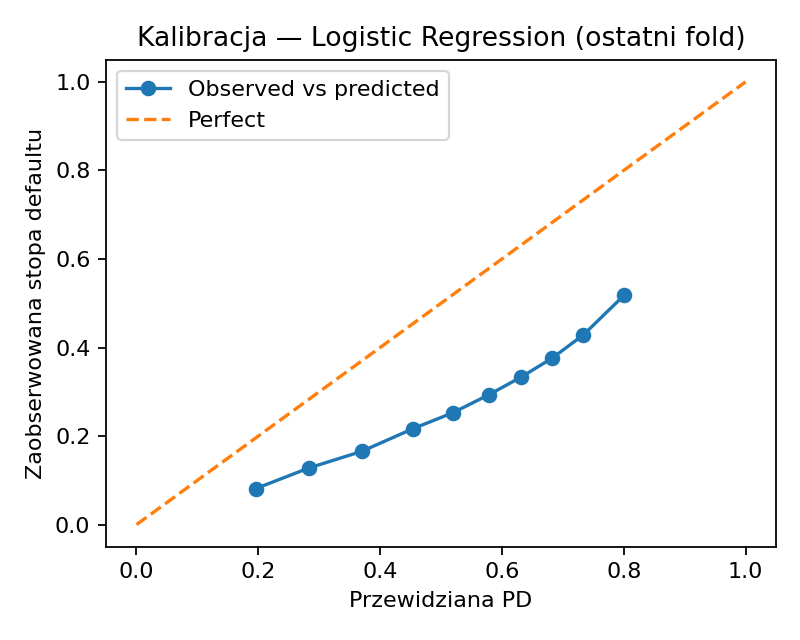 Kalibracja — Logistic Regression (ostatni fold)
Observed vs predicted
Perfect
Zaobserwowana stopa defaultu
1.0
0.8
0.6
0.4
0.2
0.0
0.0 0.2 0.4 0.6 0.8 1.0
Przewidziana PD